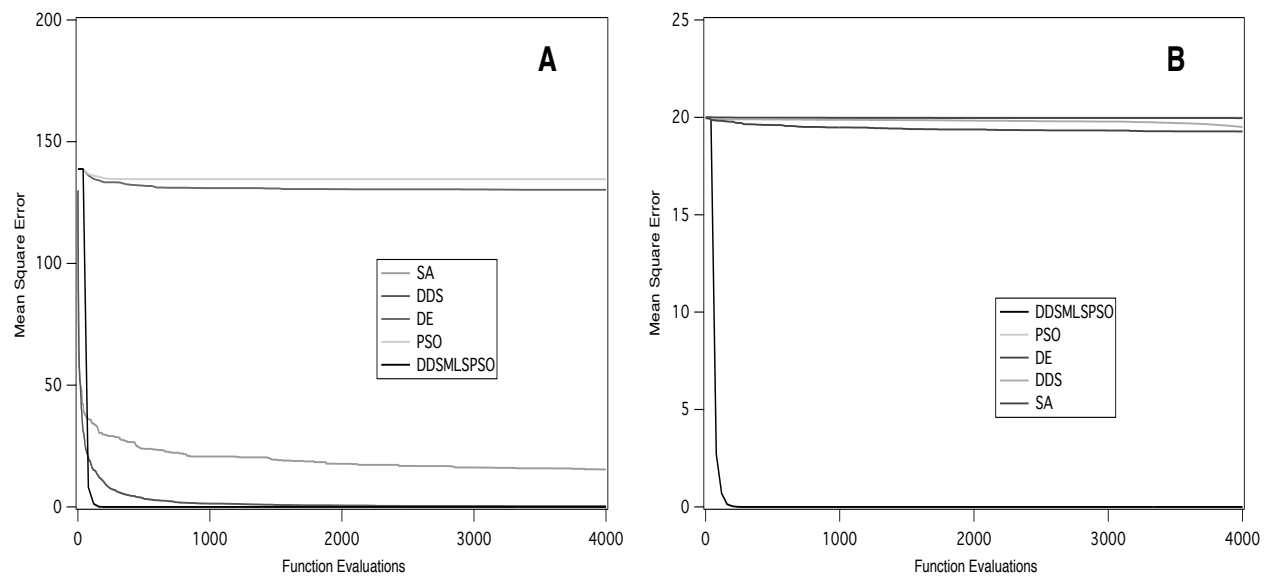 200
150
100
50
0
Mean Square Error
A
SA
DDS
DE
PSO
DDSMLSPSO
0
1000
2000
3000
4000
Function Evaluations
25
20
15
10
5
0
Mean Square Error
B
DDSMLSPSO
PSO
DE
DDS
SA
0
1000
2000
3000
4000
Function Evaluations